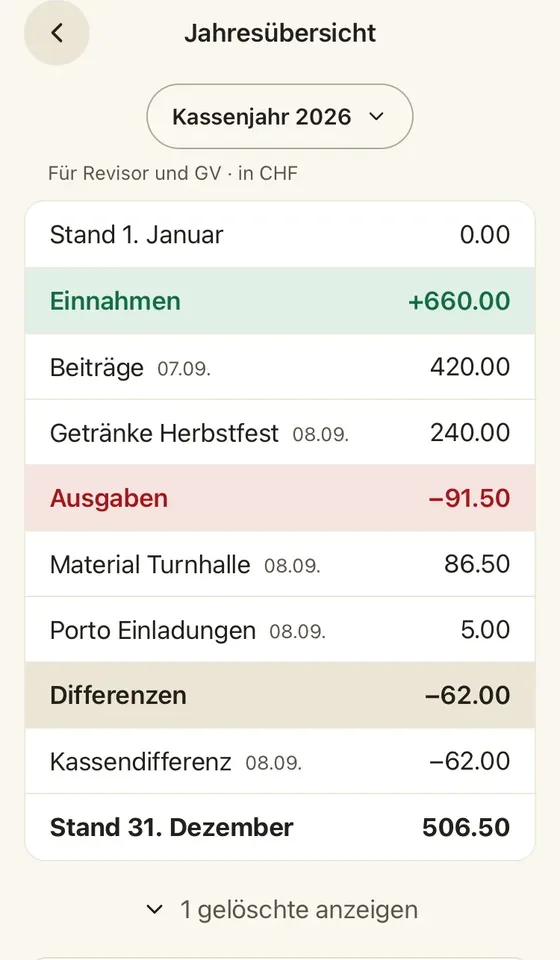 Jahresübersicht
Kassenjahr 2026
Für Revisor und GV · in CHF
Stand 1. Januar 0.00
Einnahmen +660.00
Beiträge 07.09. 420.00
Getränke Herbstfest 08.09. 240.00
Ausgaben −91.50
Material Turnhalle 08.09. 86.50
Porto Einladungen 08.09. 5.00
Differenzen −62.00
Kassendifferenz 08.09. −62.00
Stand 31. Dezember 506.50
1 gelöschte anzeigen